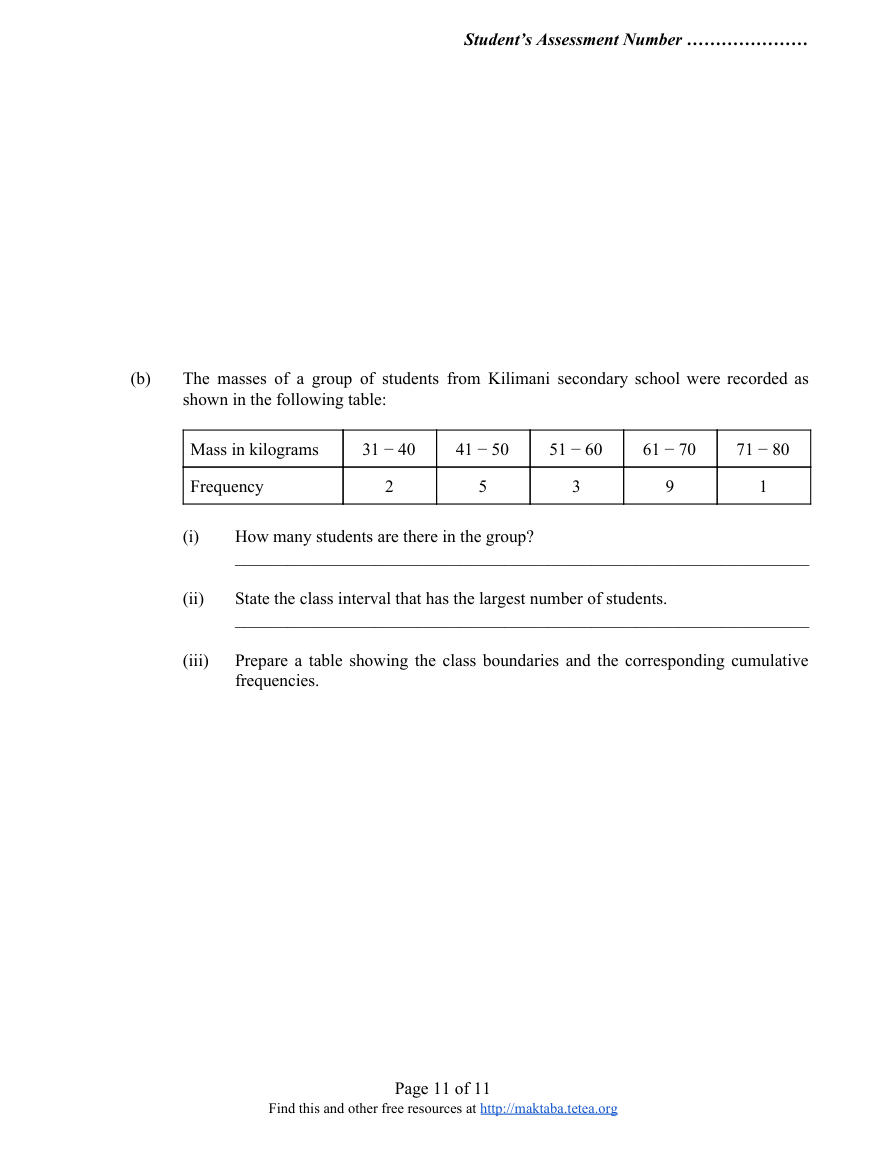 Student's Assessment Number …………………
(b) The masses of a group of students from Kilimani secondary school were recorded as
shown in the following table:
Mass in kilograms 31 − 40 41 − 50 51 − 60 61 − 70 71 − 80
Frequency 2 5 3 9 1
(i) How many students are there in the group?
(ii) State the class interval that has the largest number of students.
(iii) Prepare a table showing the class boundaries and the corresponding cumulative
frequencies.
Page 11 of 11
Find this and other free resources at http://maktaba.tetea.org